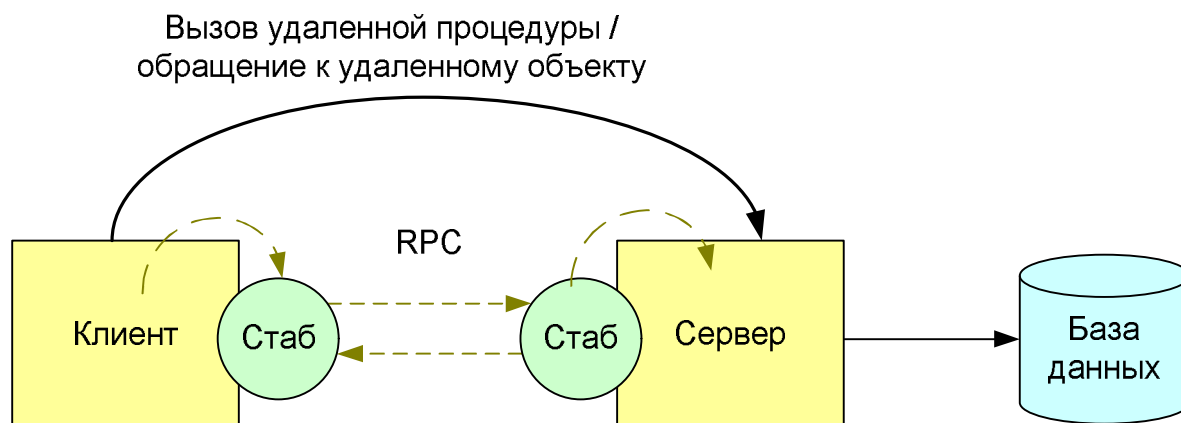 Вызов удаленной процедуры /
обращение к удаленному объекту
RPC
Клиент
Стаб
Стаб
Сервер
База
данных